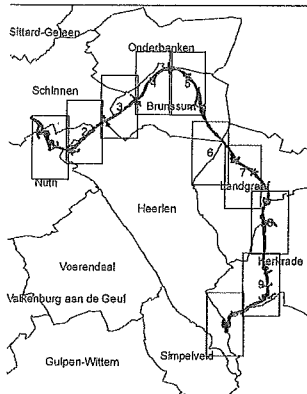 Sittard-Geleen
Onderbanken
Schinnen
4
5
3
Brunssum
2
6
Nuth
7
Landgraaf
Heerlen
8
Kerkrade
Voerendaal
9
Valkenburg aan de Geul
Gulpen-Wittem
Simpelveld